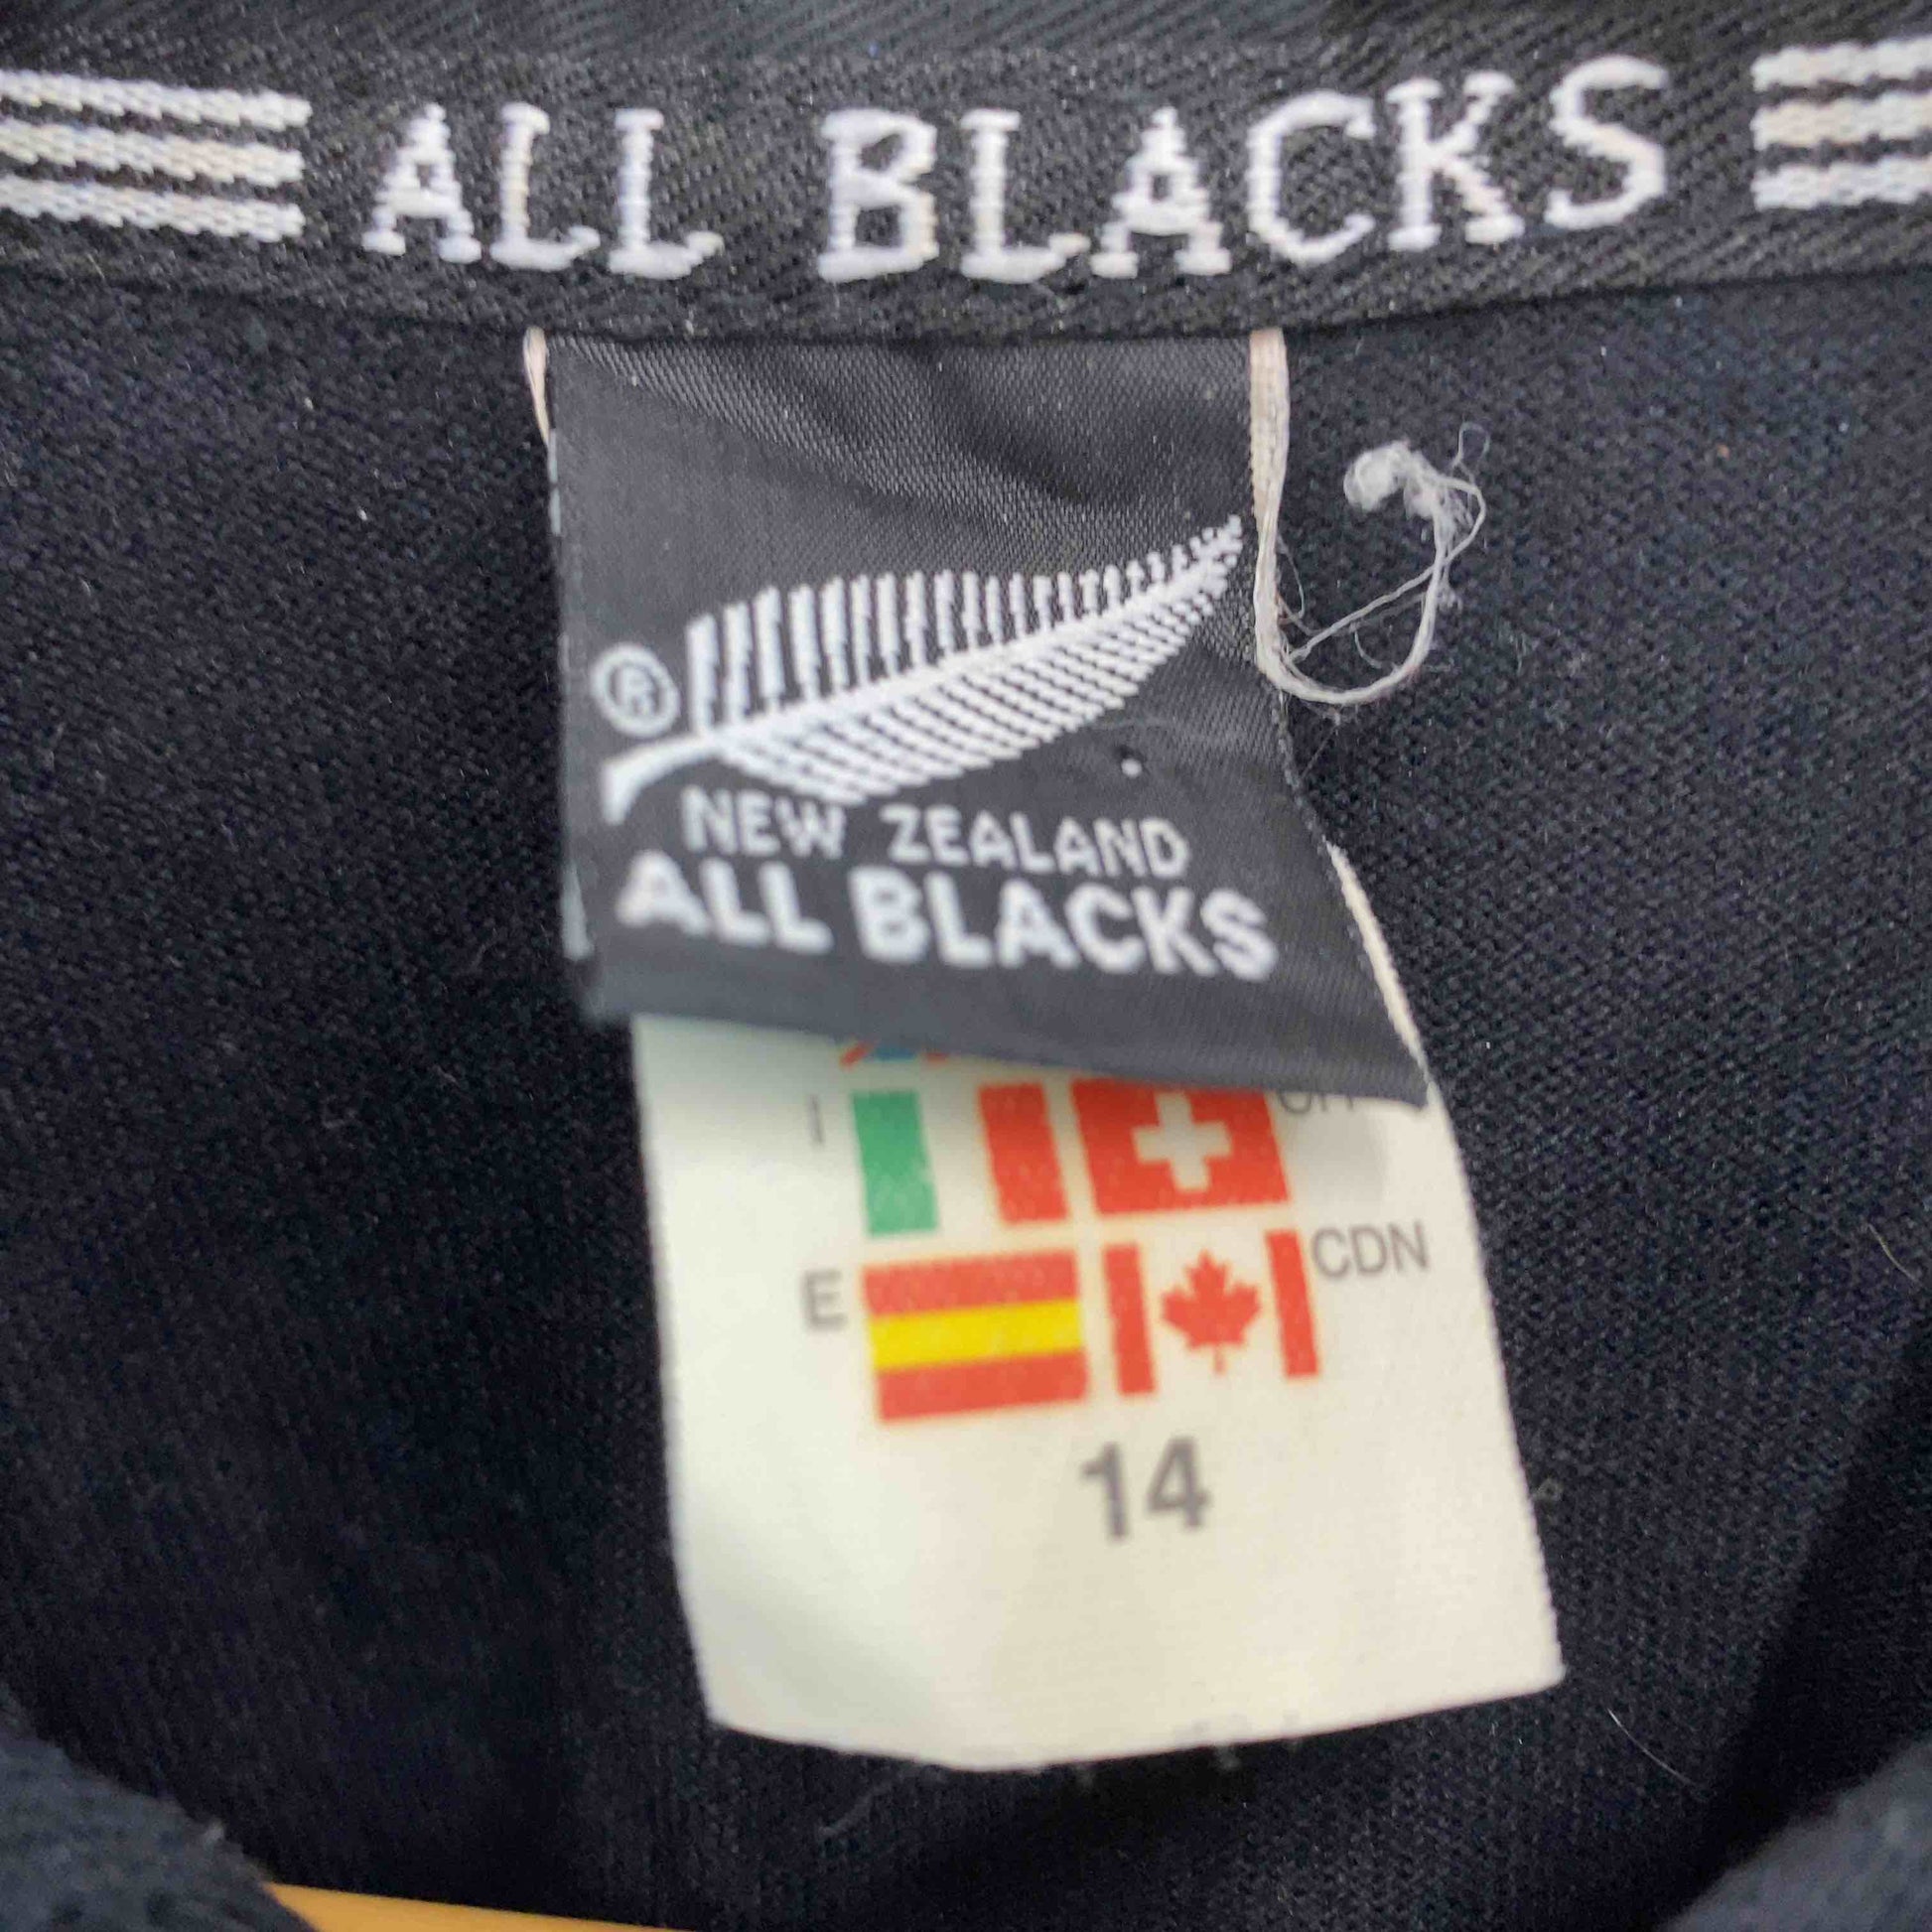 ALL BLACKS
®
NEW ZEALAND
ALL BLACKS
I
E CDN
14